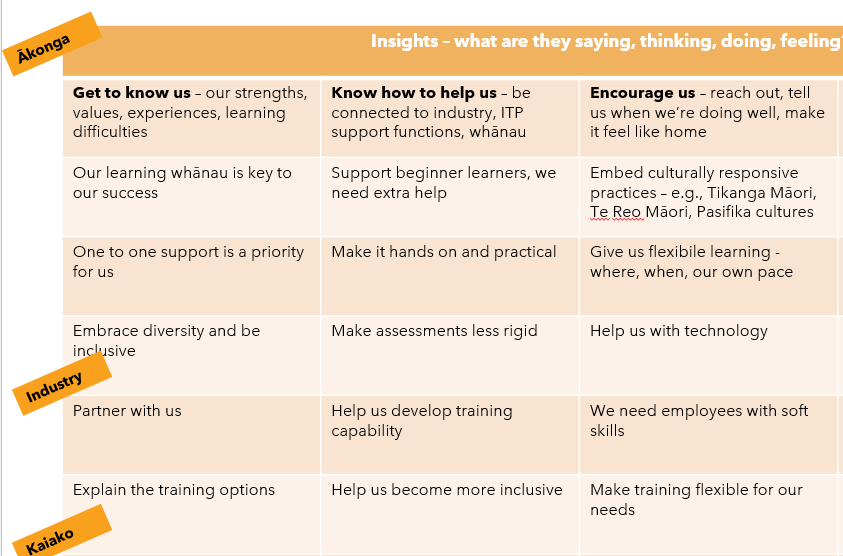 Ākonga
Insights – what are they saying, thinking, doing, feeling?
Get to know us – our strengths,
values, experiences, learning
difficulties
Know how to help us – be
connected to industry, ITP
support functions, whānau
Encourage us – reach out, tell
us when we’re doing well, make
it feel like home
Our learning whānau is key to
our success
Support beginner learners, we
need extra help
Embed culturally responsive
practices – e.g., Tikanga Māori,
Te Reo Māori, Pasifika cultures
One to one support is a priority
for us
Make it hands on and practical
Give us flexibile learning -
where, when, our own pace
Embrace diversity and be
inclusive
Make assessments less rigid
Help us with technology
Industry
Partner with us
Help us develop training
capability
We need employees with soft
skills
Explain the training options
Help us become more inclusive
Make training flexible for our
needs
Kaiako